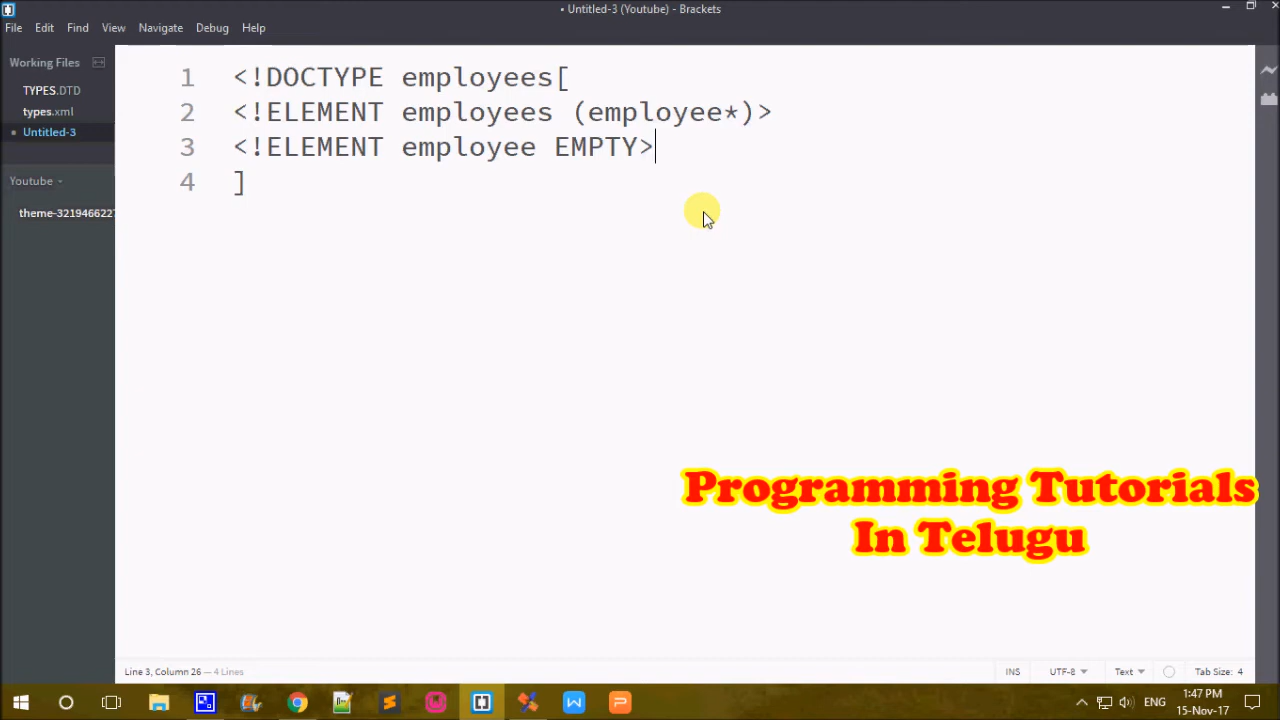 • Untitled-3 (Youtube) - Brackets
File Edit Find View Navigate Debug Help
Working Files
TYPES.DTD
types.xml
• Untitled-3
Youtube
theme-3219466227
1 <!DOCTYPE employees[
2 <!ELEMENT employees (employee*)>
3 <!ELEMENT employee EMPTY>
4 ]
Programming Tutorials
In Telugu
Line 3, Column 26 — 4 Lines
INS UTF-8 Text Tab Size: 4
ENG
1:47 PM
15-Nov-17